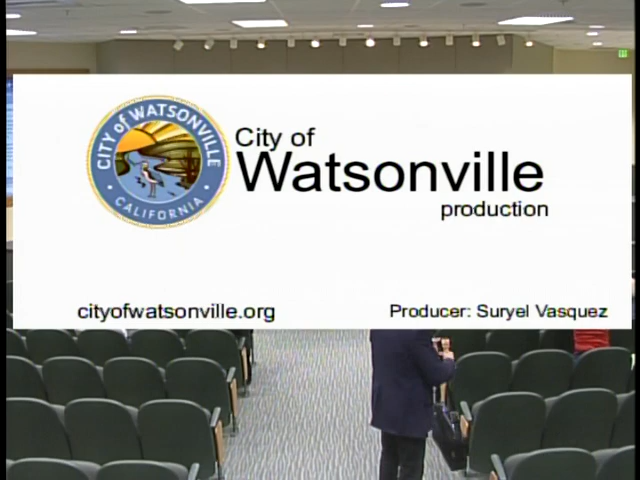 CITY of WATSONVILLE
CALIFORNIA
City of
Watsonville
production
cityofwatsonville.org
Producer: Suryel Vasquez